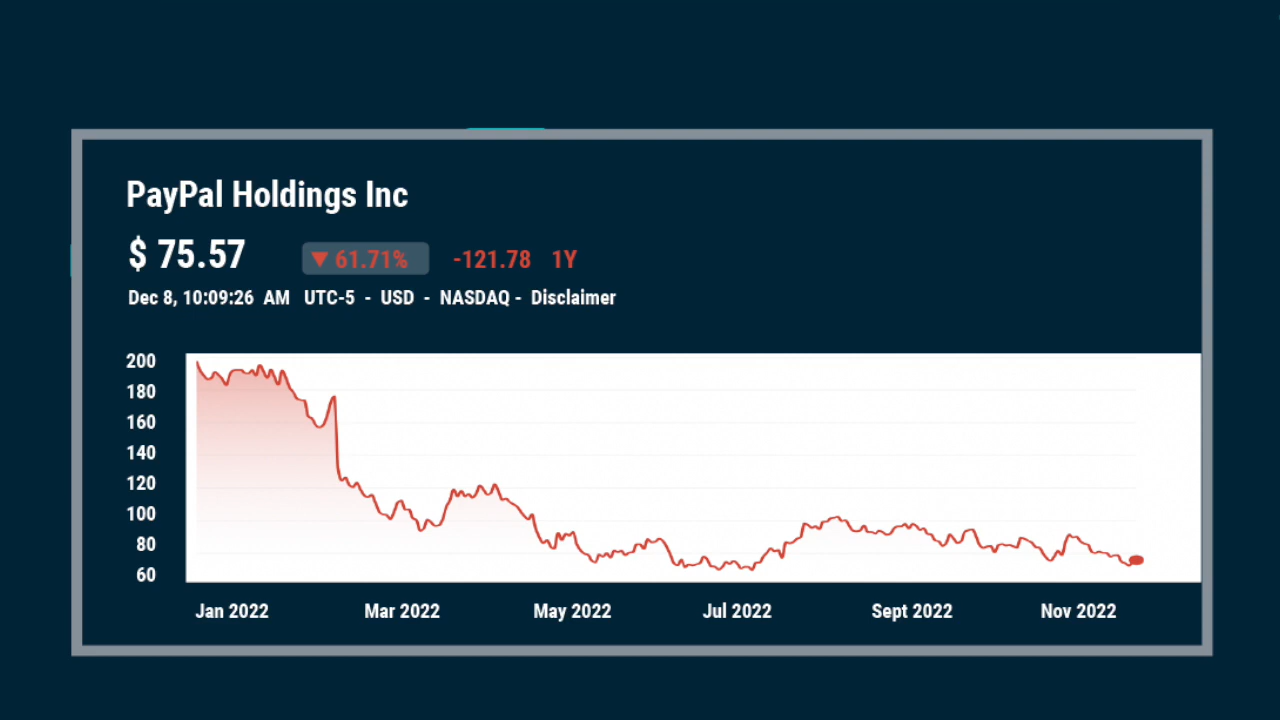 PayPal Holdings Inc
$ 75.57 ▼ 61.71% -121.78 1Y
Dec 8, 10:09:26 AM UTC-5 - USD - NASDAQ - Disclaimer
200
180
160
140
120
100
80
60
Jan 2022 Mar 2022 May 2022 Jul 2022 Sept 2022 Nov 2022